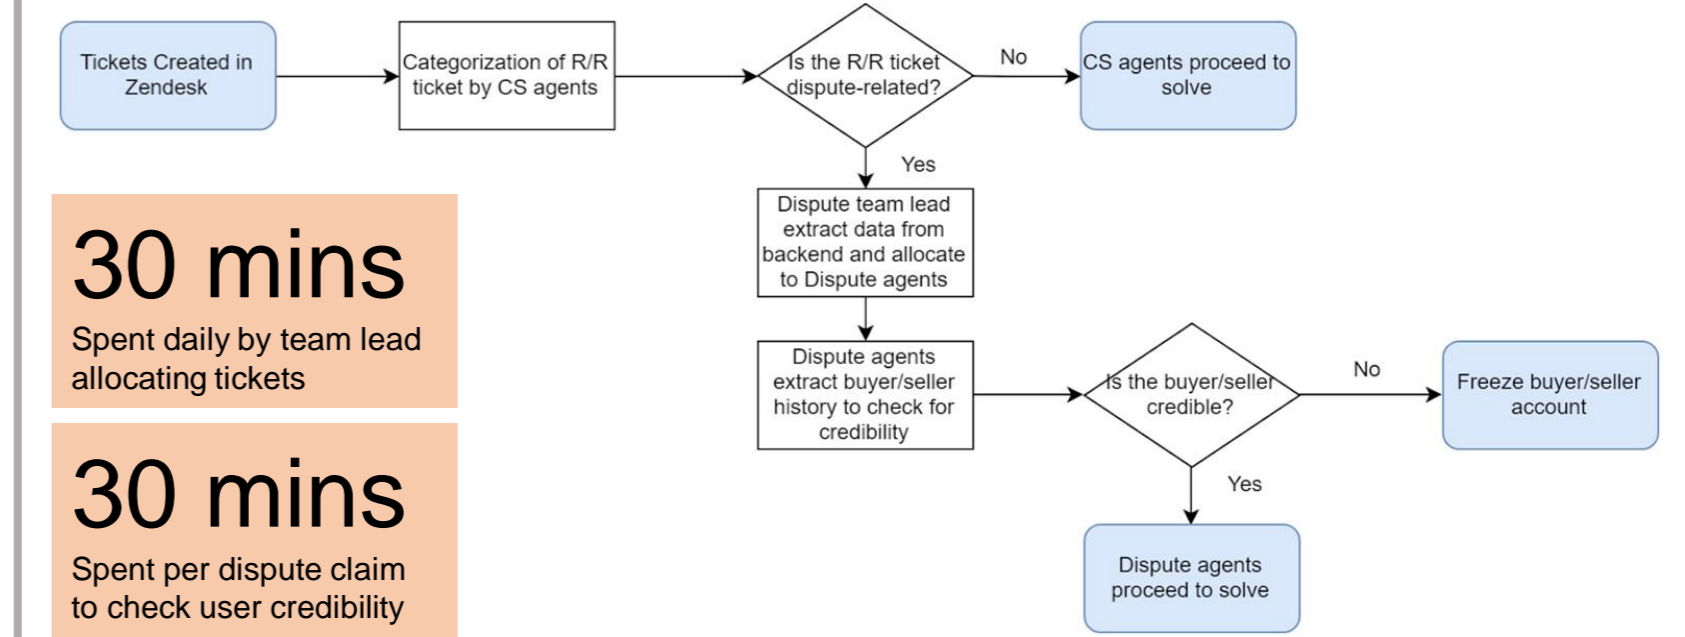 Tickets Created in
Zendesk
Categorization of R/R
ticket by CS agents
Is the R/R ticket
dispute-related?
No
CS agents proceed to
solve
Yes
Dispute team lead
extract data from
backend and allocate
to Dispute agents
Dispute agents
extract buyer/seller
history to check for
credibility
Is the buyer/seller
credible?
No
Freeze buyer/seller
account
Yes
Dispute agents
proceed to solve
30 mins
Spent daily by team lead
allocating tickets
30 mins
Spent per dispute claim
to check user credibility